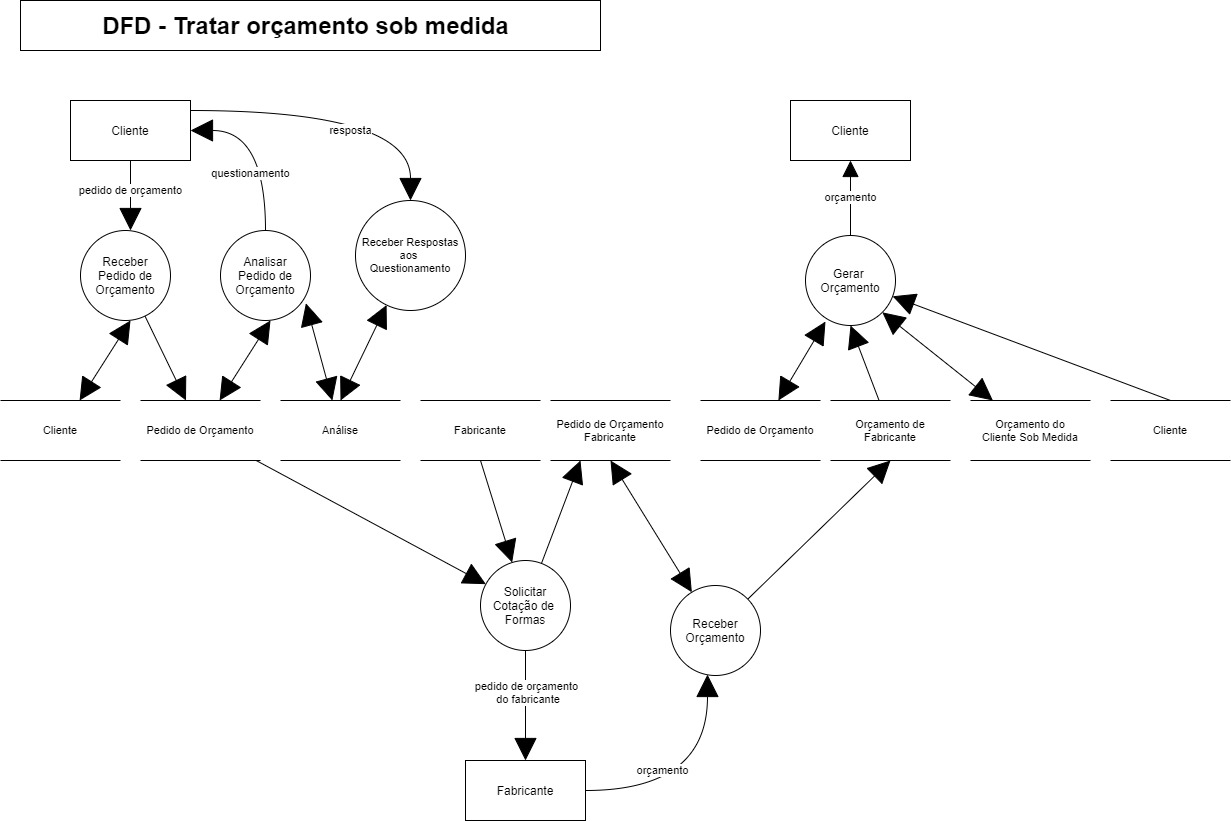 DFD - Tratar orçamento sob medida
Cliente
Cliente
resposta
questionamento
pedido de orçamento
orçamento
Receber
Pedido de
Orçamento
Analisar
Pedido de
Orçamento
Receber Respostas
aos
Questionamento
Gerar
Orçamento
Cliente
Pedido de Orçamento
Análise
Fabricante
Pedido de Orçamento
Fabricante
Pedido de Orçamento
Orçamento de
Fabricante
Orçamento do
Cliente Sob Medida
Cliente
Solicitar
Cotação de
Formas
Receber
Orçamento
pedido de orçamento
do fabricante
orçamento
Fabricante